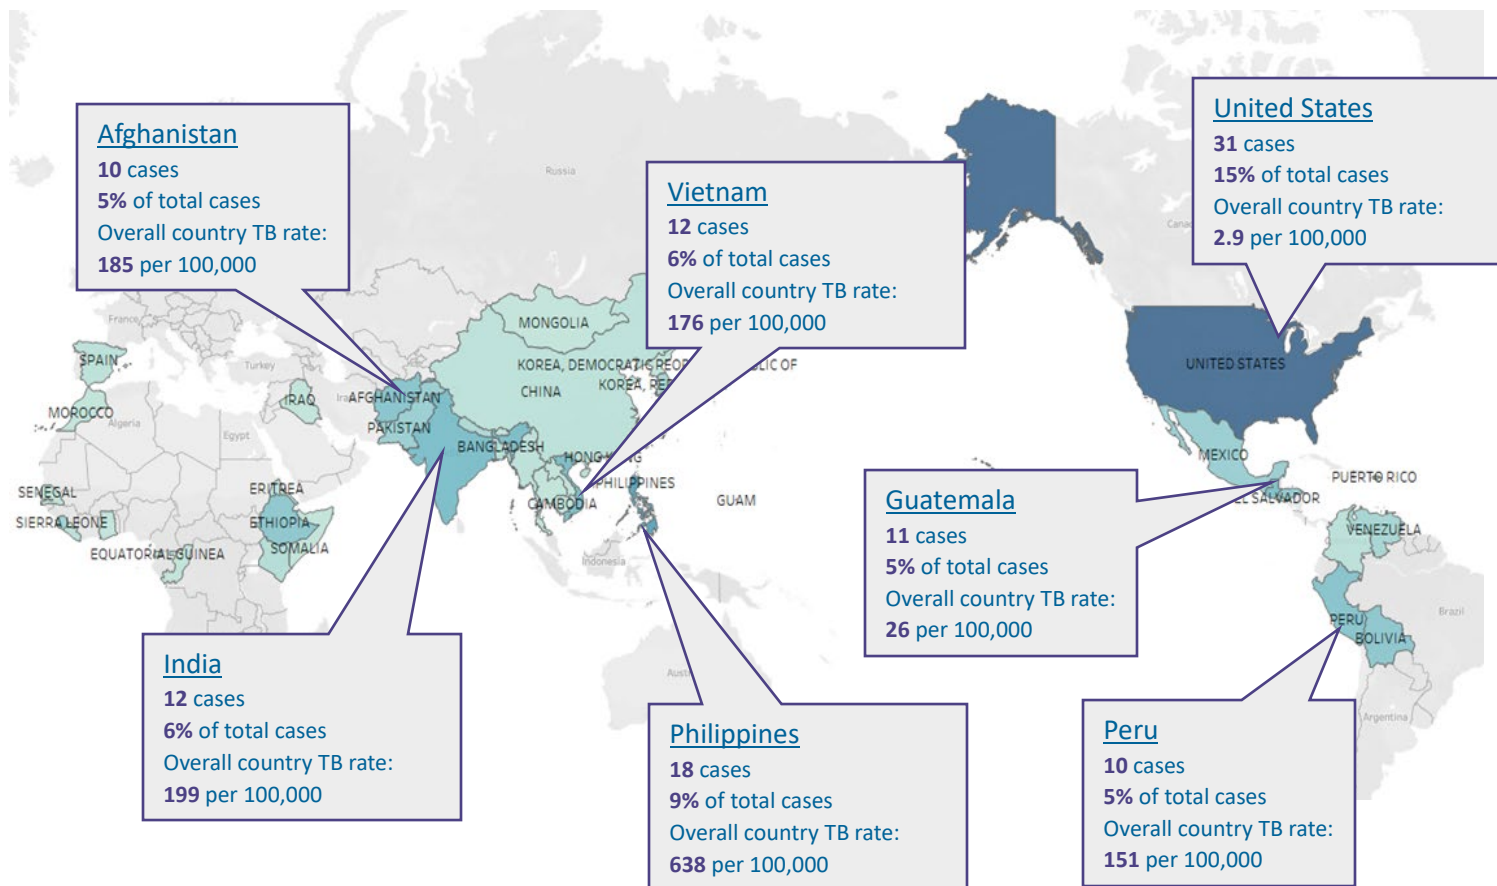 Afghanistan
10 cases
5% of total cases
Overall country TB rate:
185 per 100,000
Vietnam
12 cases
6% of total cases
Overall country TB rate:
176 per 100,000
United States
31 cases
15% of total cases
Overall country TB rate:
2.9 per 100,000
Guatemala
11 cases
5% of total cases
Overall country TB rate:
26 per 100,000
India
12 cases
6% of total cases
Overall country TB rate:
199 per 100,000
Philippines
18 cases
9% of total cases
Overall country TB rate:
638 per 100,000
Peru
10 cases
5% of total cases
Overall country TB rate:
151 per 100,000
Russia
France
MONGOLIA
SPAIN
Turkey
KOREA, DEMOCRATIC
CHINA
UNITED STATES
IRAQ
AFGHANISTAN
MOROCCO
Algeria
PAKISTAN
Egypt
BANGLADESH
MEXICO
PHILIPPINES
GUAM
PUERTO RICO
SENEGAL
ERITREA
CAMBODIA
EL SALVADOR
SIERRA LEONE
ETHIOPIA
VENEZUELA
EQUATORIAL GUINEA
SOMALIA
Indonesia
Brazil
PERU
BOLIVIA
Argentina